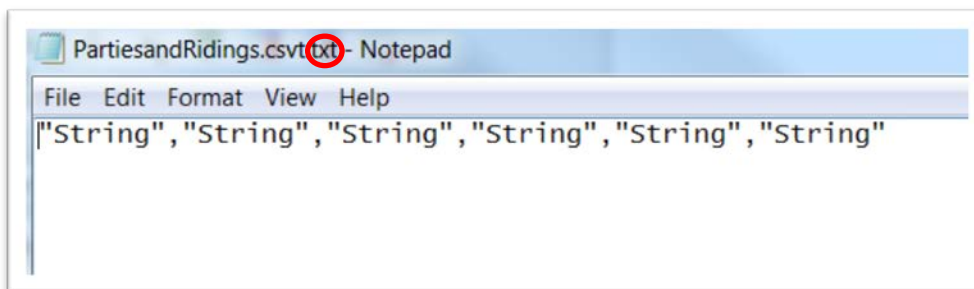 PartiesandRidings.csvt.txt - Notepad
File Edit Format View Help
"String","String","String","String","String","String"